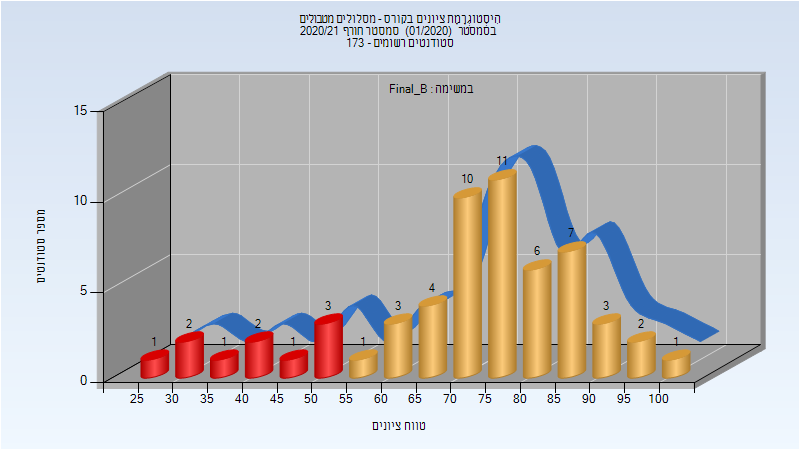 היסטוגרמת ציונים בקורס - מסלולים מטבולים
בסמסטר (01/2020) סמסטר חורף 2020/21
סטודנטים רשומים - 173
במשימה : Final_B
מספר סטודנטים
15
10
5
0
1
2
1
2
1
3
1
3
4
10
11
6
7
3
2
1
25 30 35 40 45 50 55 60 65 70 75 80 85 90 95 100
טווח ציונים